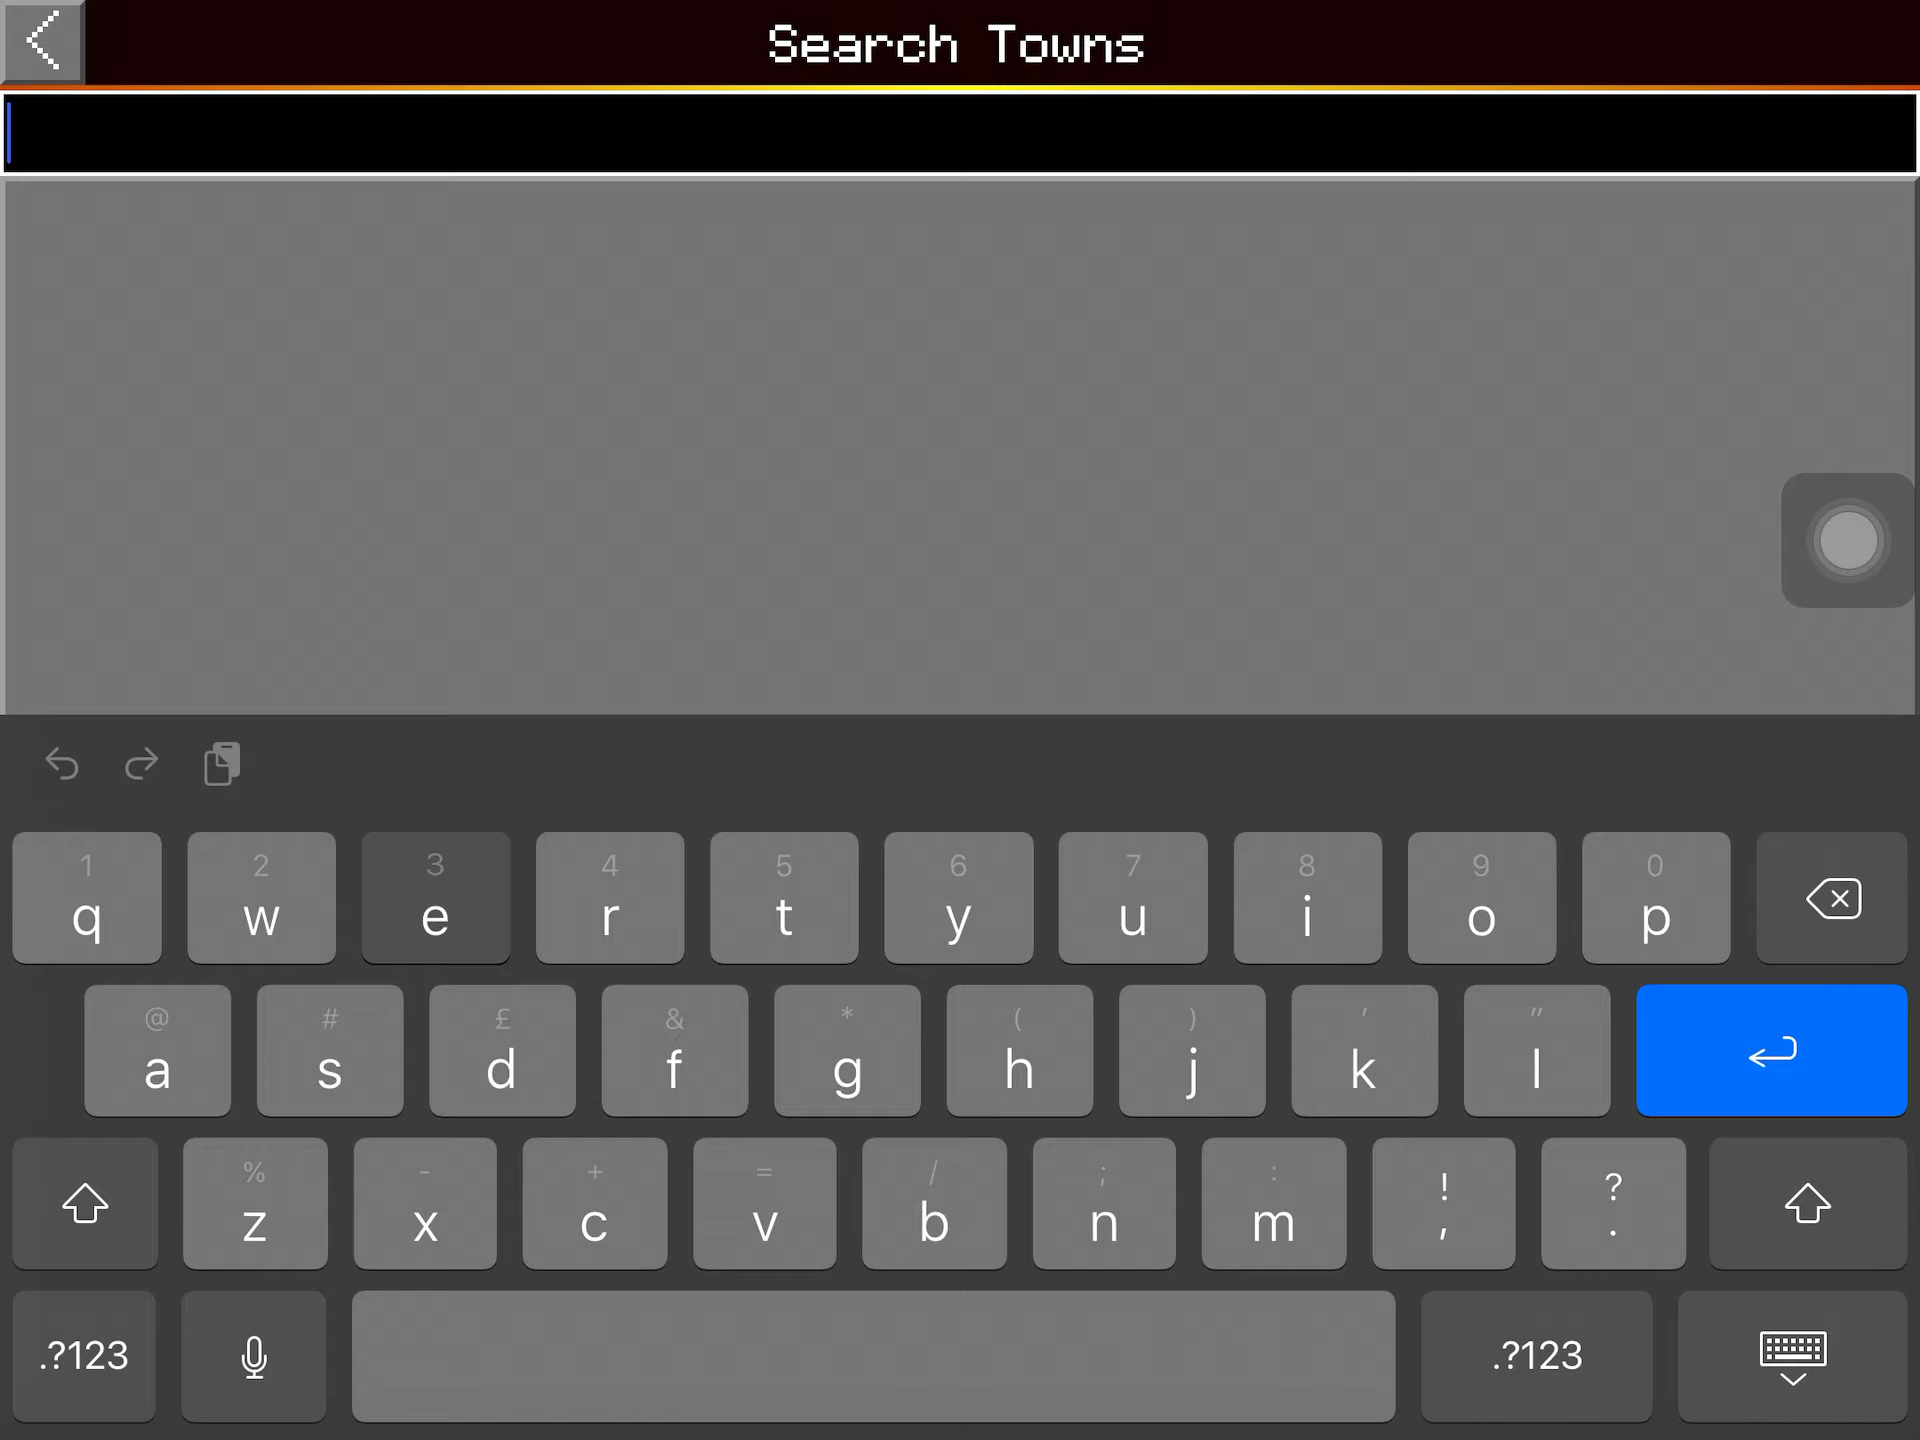 Search Towns
1 2 3 4 5 6 7 8 9 0
q w e r t y u i o p
@ # £ & * ( ) ' "
a s d f g h j k l
% - + = / ; : ! ?
z x c v b n m , .
.?123 .?123